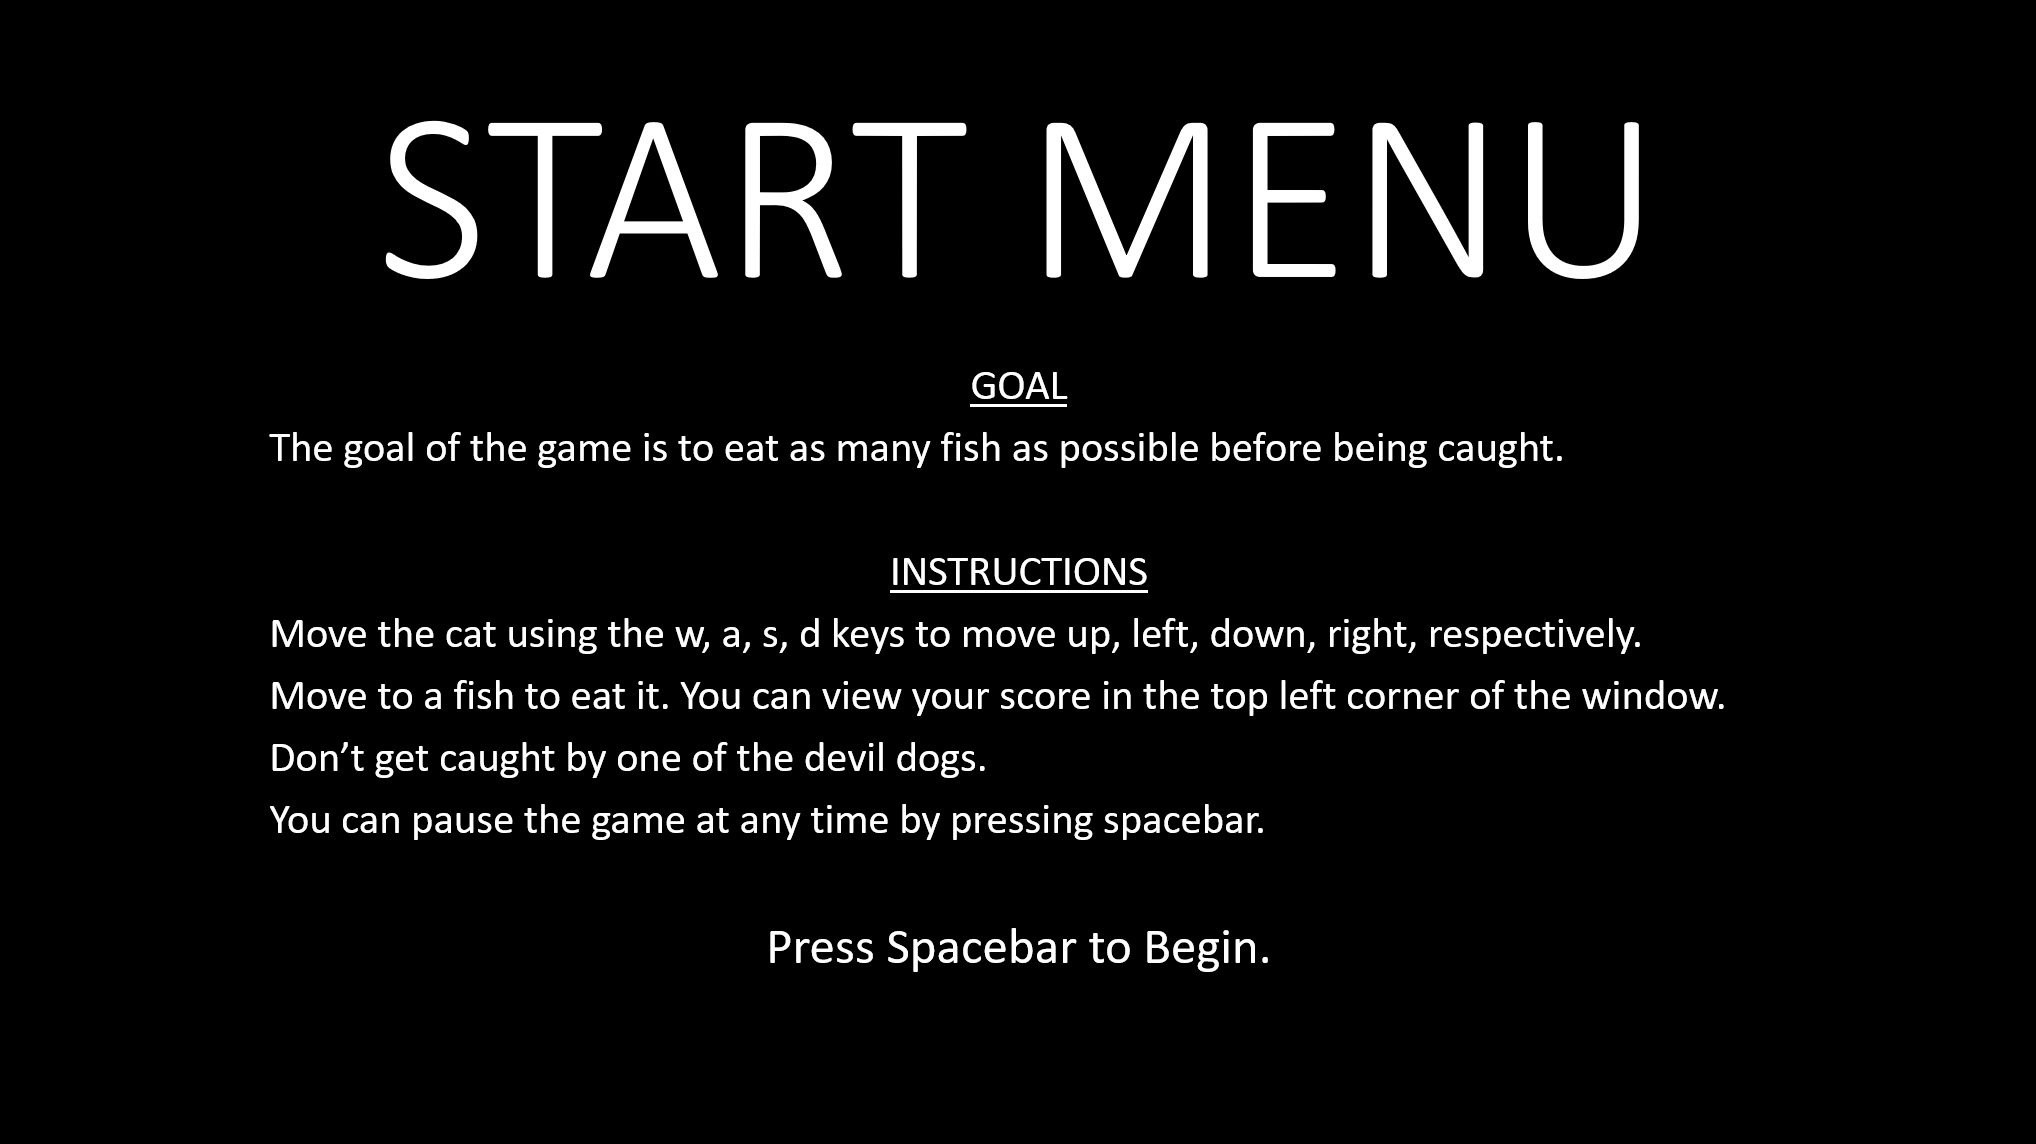 START MENU
GOAL
The goal of the game is to eat as many fish as possible before being caught.
INSTRUCTIONS
Move the cat using the w, a, s, d keys to move up, left, down, right, respectively.
Move to a fish to eat it. You can view your score in the top left corner of the window.
Don’t get caught by one of the devil dogs.
You can pause the game at any time by pressing spacebar.
Press Spacebar to Begin.